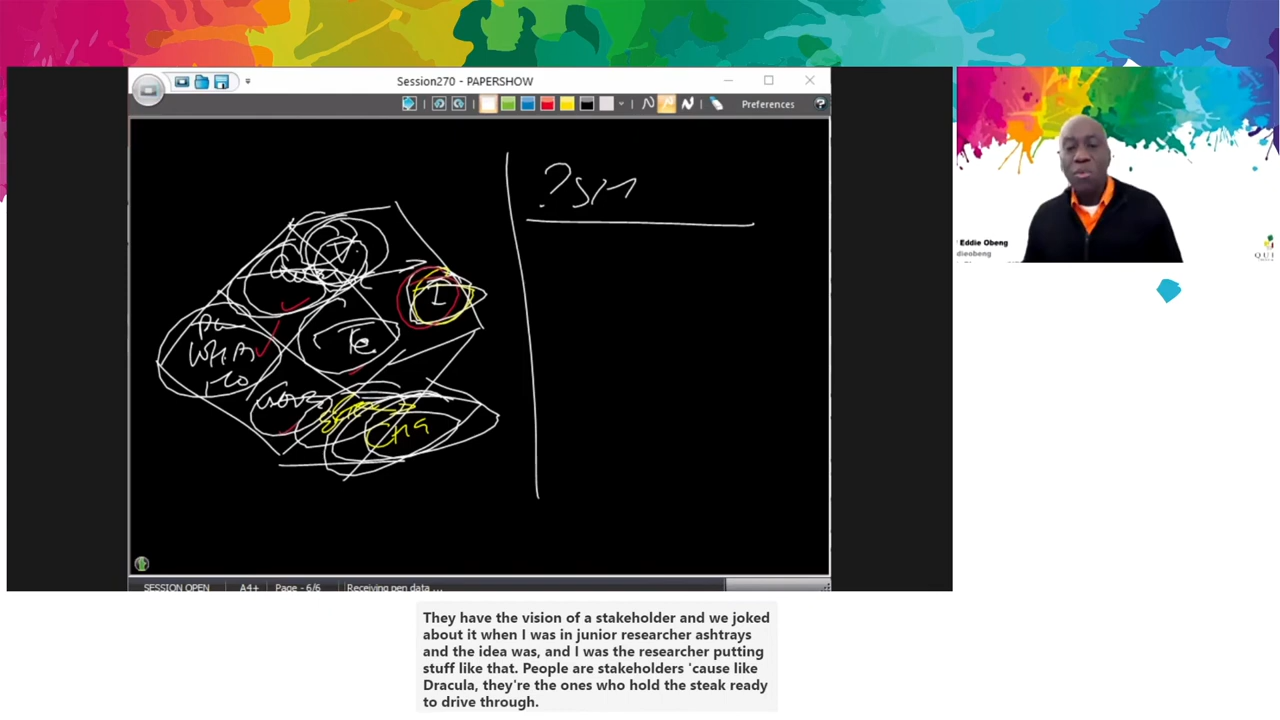 Session270 - PAPERSHOW
Preferences
?
?SM
I
Te
Eddie Obeng
dieobeng
QUI
SESSION OPEN A4+ Page - 6/6 Receiving pen data ...
They have the vision of a stakeholder and we joked
about it when I was in junior researcher ashtrays
and the idea was, and I was the researcher putting
stuff like that. People are stakeholders 'cause like
Dracula, they're the ones who hold the steak ready
to drive through.